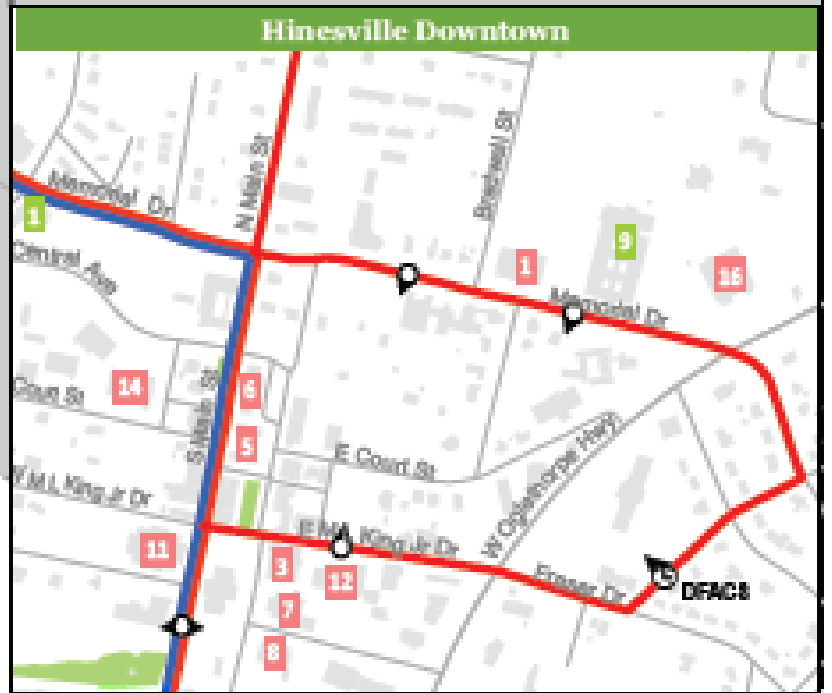 Hinesville Downtown
N Main St
Bradwell St
Memorial Dr
1
9
1
16
Central Ave
Memorial Dr
14
6
Court St
S Main St
5
E Court St
W Oglethorpe Hwy
W ML King Jr Dr
E ML King Jr Dr
11
3
12
Fraser Dr
DFACS
7
8